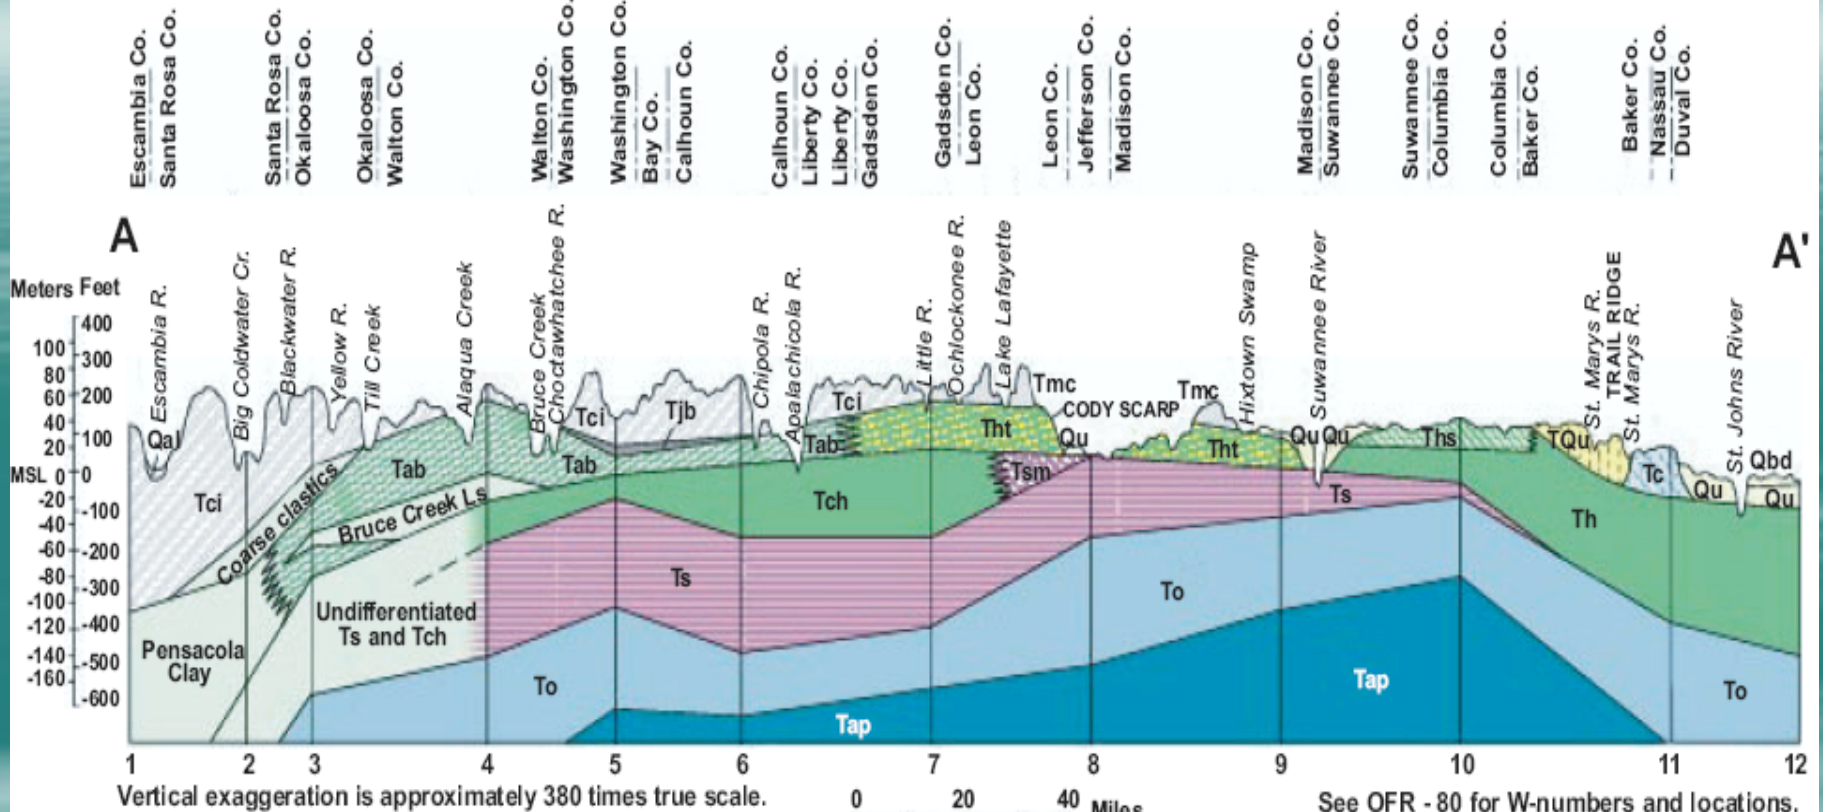 Escambia Co.
Santa Rosa Co.
Santa Rosa Co.
Okaloosa Co.
Okaloosa Co.
Walton Co.
Walton Co.
Washington Co.
Washington Co.
Bay Co.
Calhoun Co.
Calhoun Co.
Liberty Co.
Liberty Co.
Gadsden Co.
Gadsden Co.
Leon Co.
Leon Co.
Jefferson Co.
Madison Co.
Madison Co.
Suwannee Co.
Suwannee Co.
Columbia Co.
Columbia Co.
Baker Co.
Baker Co.
Nassau Co.
Duval Co.
A
A'
Meters Feet
Escambia R.
Big Coldwater Cr.
Blackwater R.
Yellow R.
Till Creek
Alaqua Creek
Bruce Creek
Choctawhatchee R.
Chipola R.
Apalachicola R.
Little R.
Ochlockonee R.
Lake Lafayette
Hixtown Swamp
Suwannee River
St. Marys R.
TRAIL RIDGE
St. Marys R.
St. Johns River
400
100 300
80
60 200
40
20 100
MSL 0 0
-20
-40 -100
-60 -200
-80
-100 -300
-120 -400
-140 -500
-160
-600
Tmc
Tmc
CODY SCARP
Qal
Tci
Tci
Tjb
Tci
Tab
Tab
Tab
Tht
Qu
Tht
Qu Qu
Ths
TQu
Tc
Qu
Qbd
Qu
Tci
Coarse clastics
Bruce Creek Ls
Tch
Tsm
Ts
Th
Undifferentiated
Ts and Tch
Pensacola
Clay
Ts
To
To
To
Tap
Tap
1 2 3 4 5 6 7 8 9 10 11 12
Vertical exaggeration is approximately 380 times true scale.
0 20 40 Miles
See OFR - 80 for W-numbers and locations.